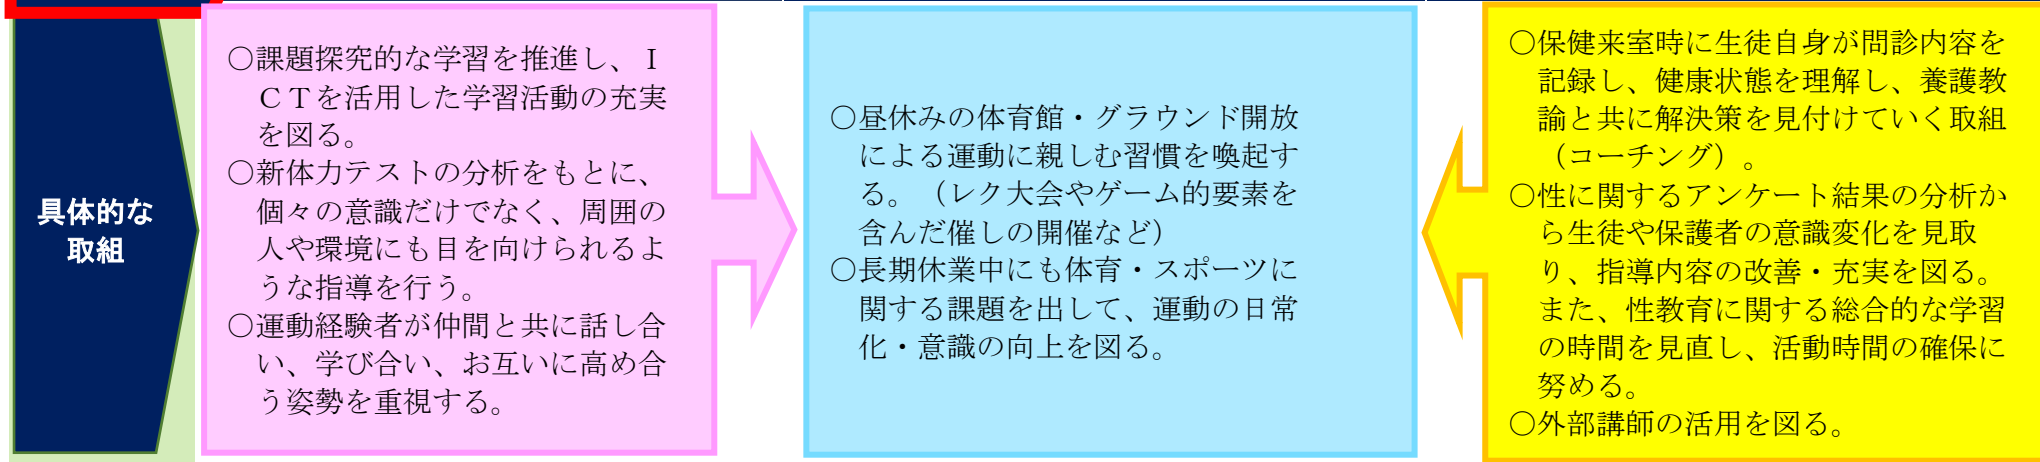 具体的な
取組
○課題探究的な学習を推進し、Ｉ
ＣＴを活用した学習活動の充実
を図る。
○新体力テストの分析をもとに、
個々の意識だけでなく、周囲の
人や環境にも目を向けられるよ
うな指導を行う。
○運動経験者が仲間と共に話し合
い、学び合い、お互いに高め合
う姿勢を重視する。
○昼休みの体育館・グラウンド開放
による運動に親しむ習慣を喚起す
る。（レク大会やゲーム的要素を
含んだ催しの開催など）
○長期休業中にも体育・スポーツに
関する課題を出して、運動の日常
化・意識の向上を図る。
○保健来室時に生徒自身が問診内容を
記録し、健康状態を理解し、養護教
諭と共に解決策を見付けていく取組
（コーチング）。
○性に関するアンケート結果の分析か
ら生徒や保護者の意識変化を見取
り、指導内容の改善・充実を図る。
また、性教育に関する総合的な学習
の時間を見直し、活動時間の確保に
努める。
○外部講師の活用を図る。